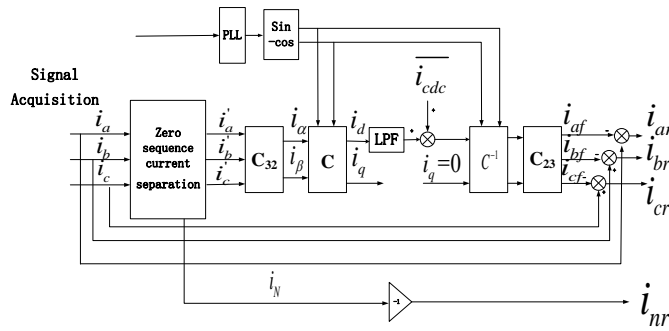 PLL
Sin
-cos
Signal
Acquisition
i_cdc
i_a
i_b
i_c
Zero
sequence
current
separation
i'_a
i'_b
i'_c
C32
i_α
i_β
C
i_d
i_q
LPF
+
+
i_q=0
C⁻¹
C23
i_af
i_bf
i_cf
-
-
-
+
+
+
i_ar
i_br
i_cr
i_N
-1
i_nr